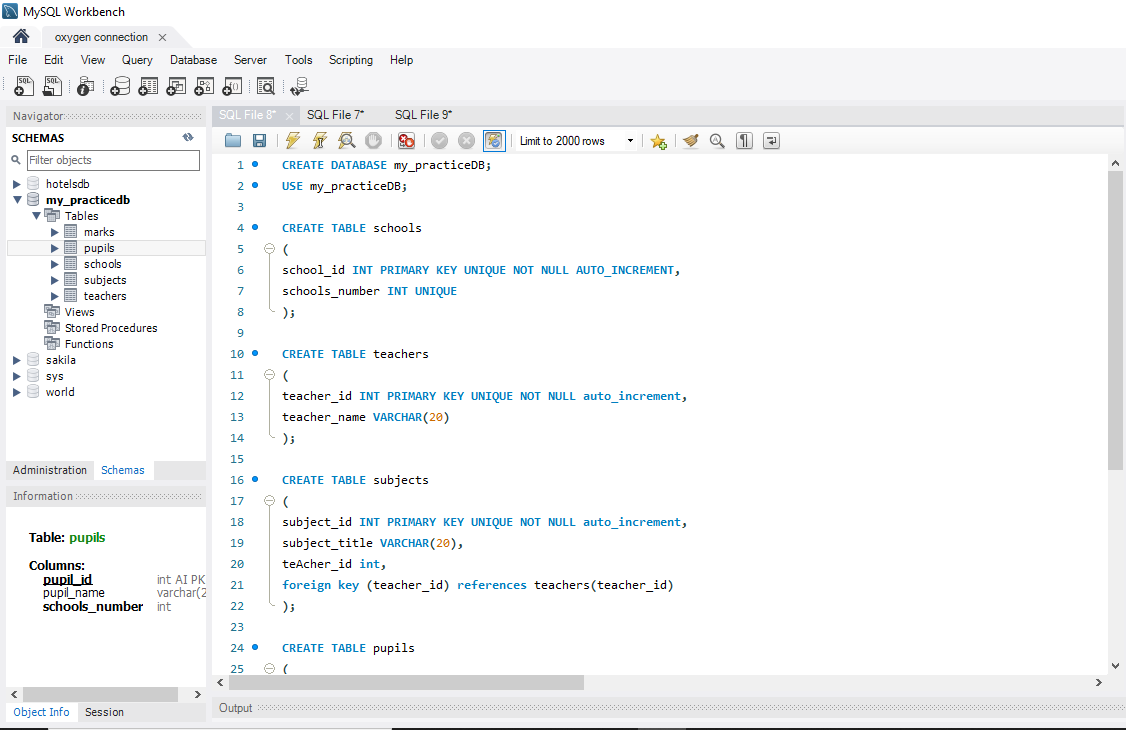 MySQL Workbench
oxygen connection
File Edit View Query Database Server Tools Scripting Help
Navigator
SCHEMAS
Filter objects
hotelsdb
my_practicedb
Tables
marks
pupils
schools
subjects
teachers
Views
Stored Procedures
Functions
sakila
sys
world
Administration Schemas
Information
Table: pupils
Columns:
pupil_id int AI PK
pupil_name varchar(2
schools_number int
Object Info Session
SQL File 8* SQL File 7* SQL File 9*
Limit to 2000 rows
1 CREATE DATABASE my_practiceDB;
2 USE my_practiceDB;
3
4 CREATE TABLE schools
5 (
6 school_id INT PRIMARY KEY UNIQUE NOT NULL AUTO_INCREMENT,
7 schools_number INT UNIQUE
8 );
9
10 CREATE TABLE teachers
11 (
12 teacher_id INT PRIMARY KEY UNIQUE NOT NULL auto_increment,
13 teacher_name VARCHAR(20)
14 );
15
16 CREATE TABLE subjects
17 (
18 subject_id INT PRIMARY KEY UNIQUE NOT NULL auto_increment,
19 subject_title VARCHAR(20),
20 teAcher_id int,
21 foreign key (teacher_id) references teachers(teacher_id)
22 );
23
24 CREATE TABLE pupils
25 (
Output